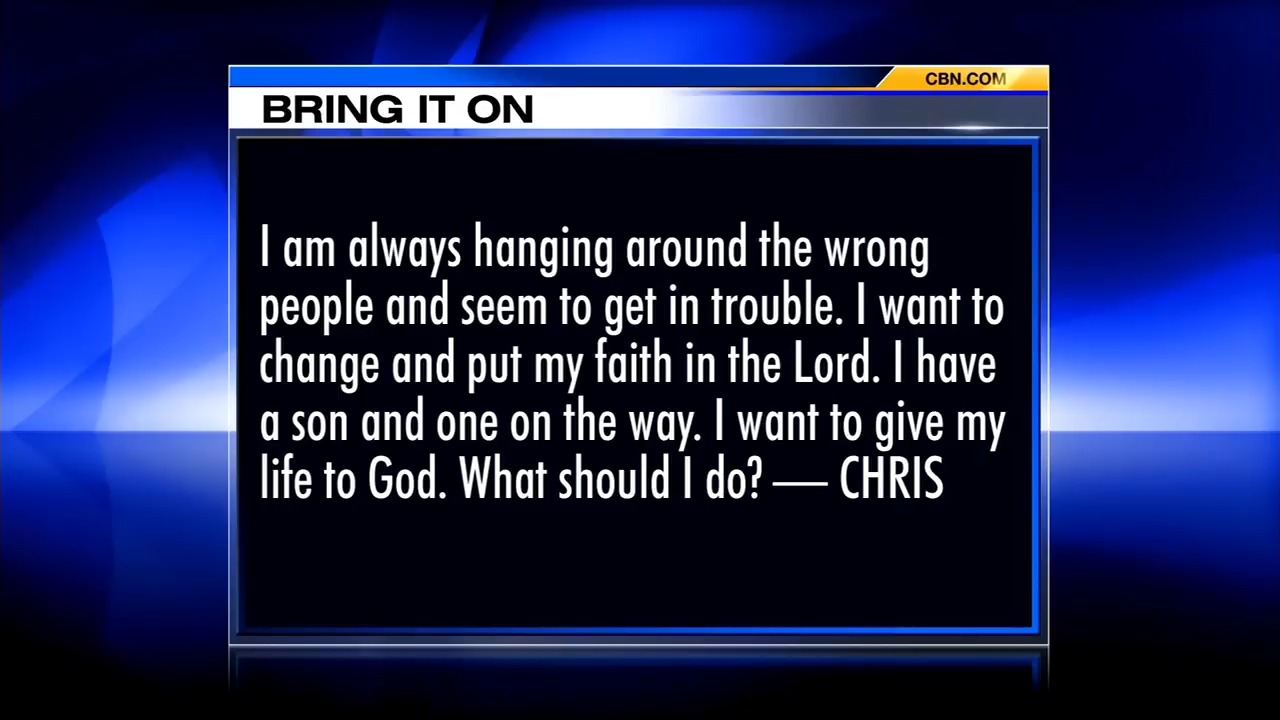 CBN.COM
BRING IT ON
I am always hanging around the wrong
people and seem to get in trouble. I want to
change and put my faith in the Lord. I have
a son and one on the way. I want to give my
life to God. What should I do? — CHRIS